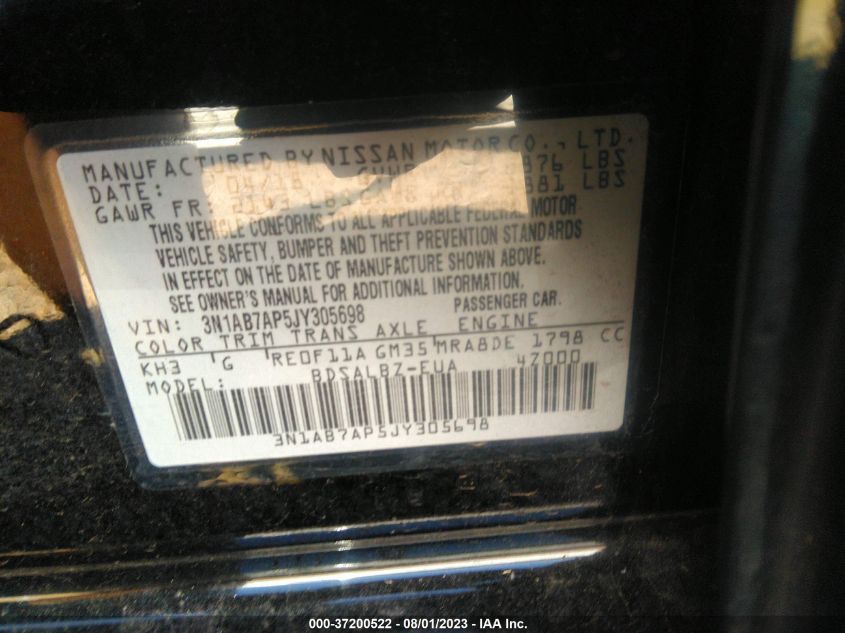 MANUFACTURED BY NISSAN MOTOR CO., LTD.
DATE: 04/18 LBS
GAWR FR: LBS LBS
THIS VEHICLE CONFORMS TO ALL APPLICABLE FEDERAL MOTOR
VEHICLE SAFETY, BUMPER AND THEFT PREVENTION STANDARDS
IN EFFECT ON THE DATE OF MANUFACTURE SHOWN ABOVE.
SEE OWNER'S MANUAL FOR ADDITIONAL INFORMATION.
VIN: 3N1AB7AP5JY305698 PASSENGER CAR.
COLOR TRIM TRANS AXLE ENGINE
KH3 G RE0F11A GM35 MRA8DE 1798 CC
MODEL: BDSALBZ-EUA 47000
3N1AB7AP5JY305698
000-37200522 - 08/01/2023 - IAA Inc.